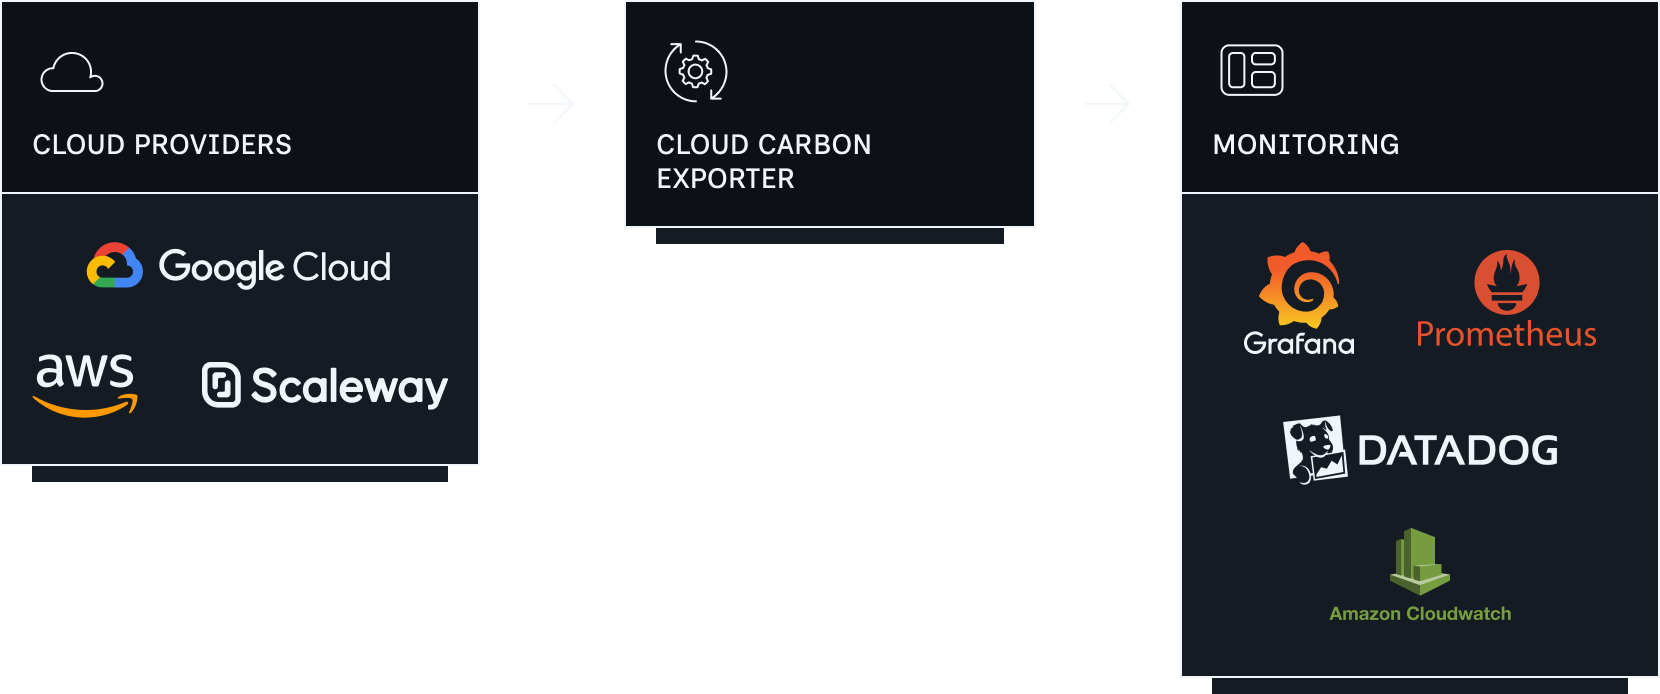 CLOUD PROVIDERS
Google Cloud
aws
Scaleway
CLOUD CARBON
EXPORTER
MONITORING
Grafana
Prometheus
DATADOG
Amazon Cloudwatch